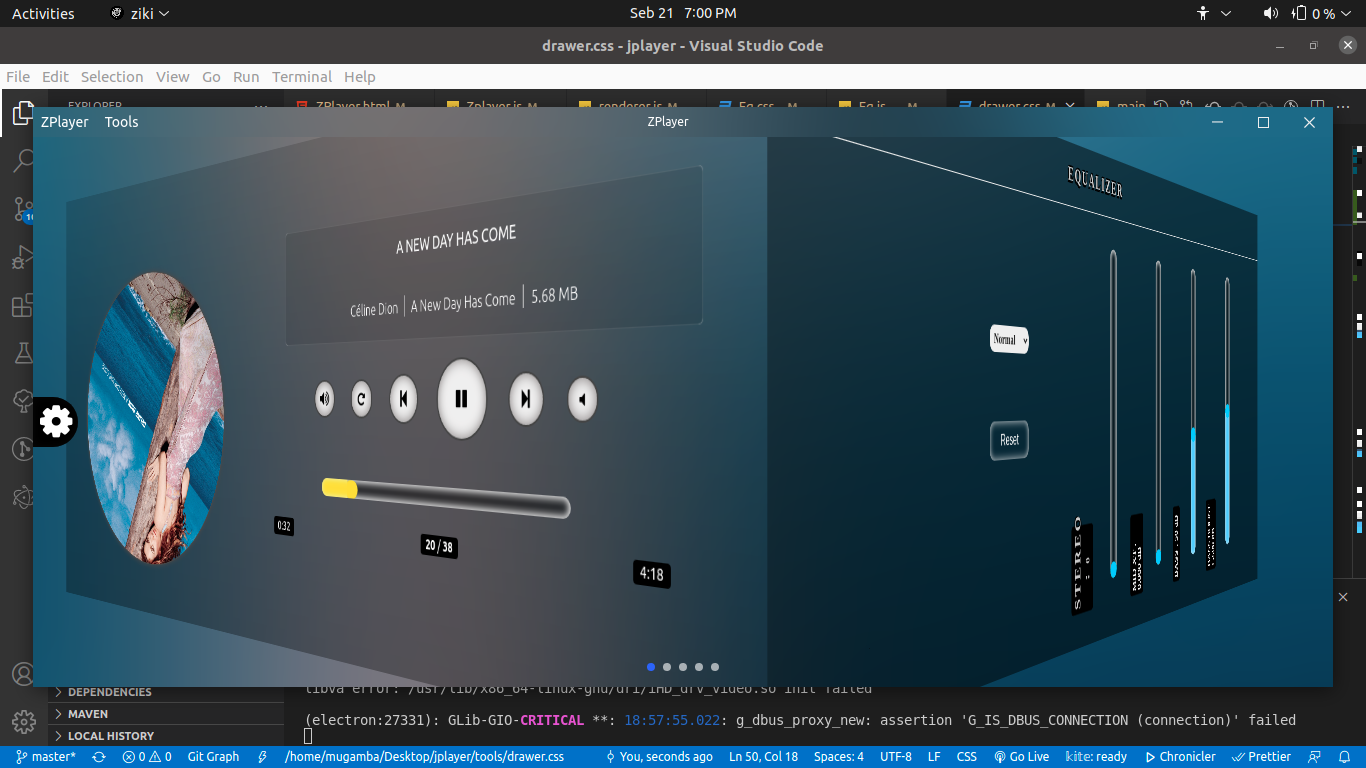 Activities ziki Seb 21 7:00 PM 0 %
drawer.css - jplayer - Visual Studio Code
File Edit Selection View Go Run Terminal Help
EXPLORER ZPlayer.html M Zplayer.js M renderer.js M Eq.css M Eq.js M drawer.css M main
ZPlayer Tools ZPlayer
EQUALIZER
A NEW DAY HAS COME
Céline Dion | A New Day Has Come | 5.68 MB
Normal
Reset
0:32
20 / 38
4:18
STEREO
: 0
libva error: /usr/lib/x86_64-linux-gnu/dri/iHD_drv_video.so init failed
DEPENDENCIES
MAVEN
(electron:27331): GLib-GIO-CRITICAL **: 18:57:55.022: g_dbus_proxy_new: assertion 'G_IS_DBUS_CONNECTION (connection)' failed
LOCAL HISTORY
master* 0 0 Git Graph /home/mugamba/Desktop/jplayer/tools/drawer.css You, seconds ago Ln 50, Col 18 Spaces: 4 UTF-8 LF CSS Go Live kite: ready Chronicler Prettier